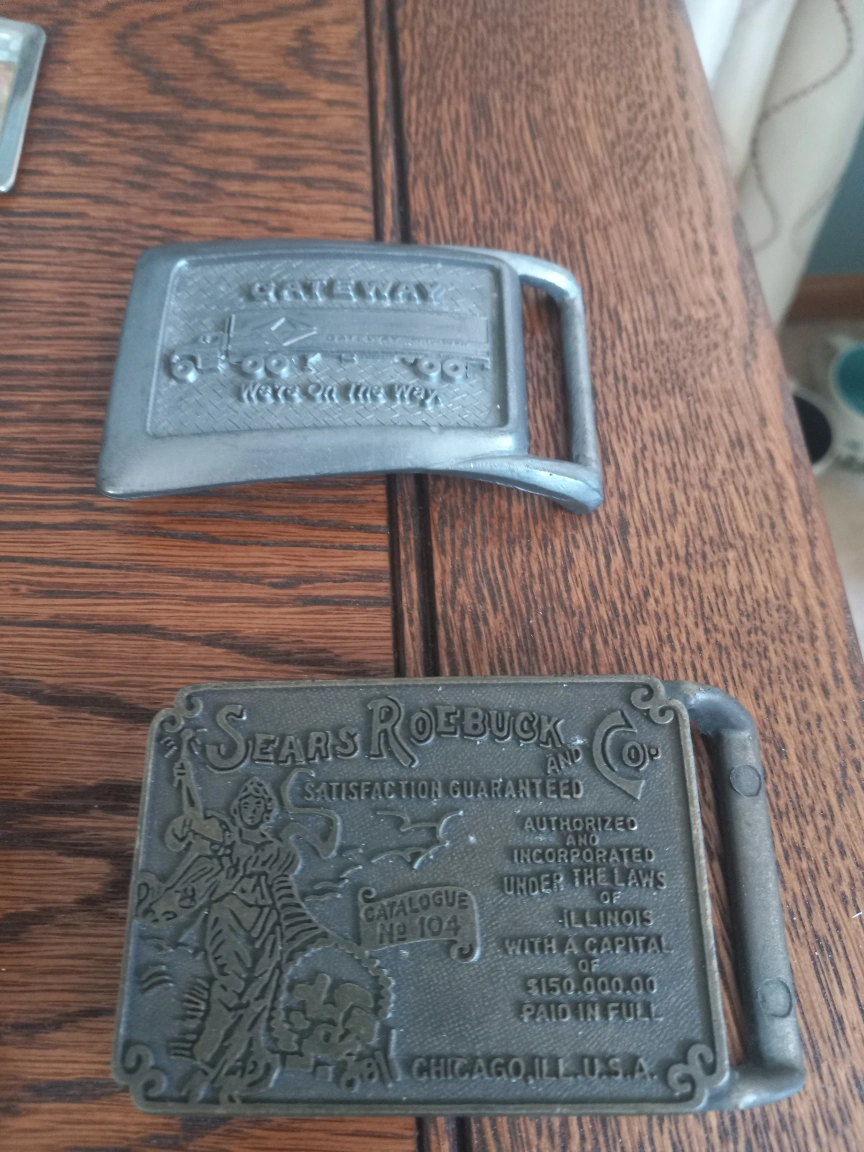 GATEWAY
GATEWAY
We're On The Way.
SEARS ROEBUCK AND CO.
SATISFACTION GUARANTEED
AUTHORIZED
AND
INCORPORATED
UNDER THE LAWS
OF
ILLINOIS
WITH A CAPITAL
OF
$150.000.00
PAID IN FULL
CATALOGUE
No 104
CHICAGO, ILL. U.S.A.